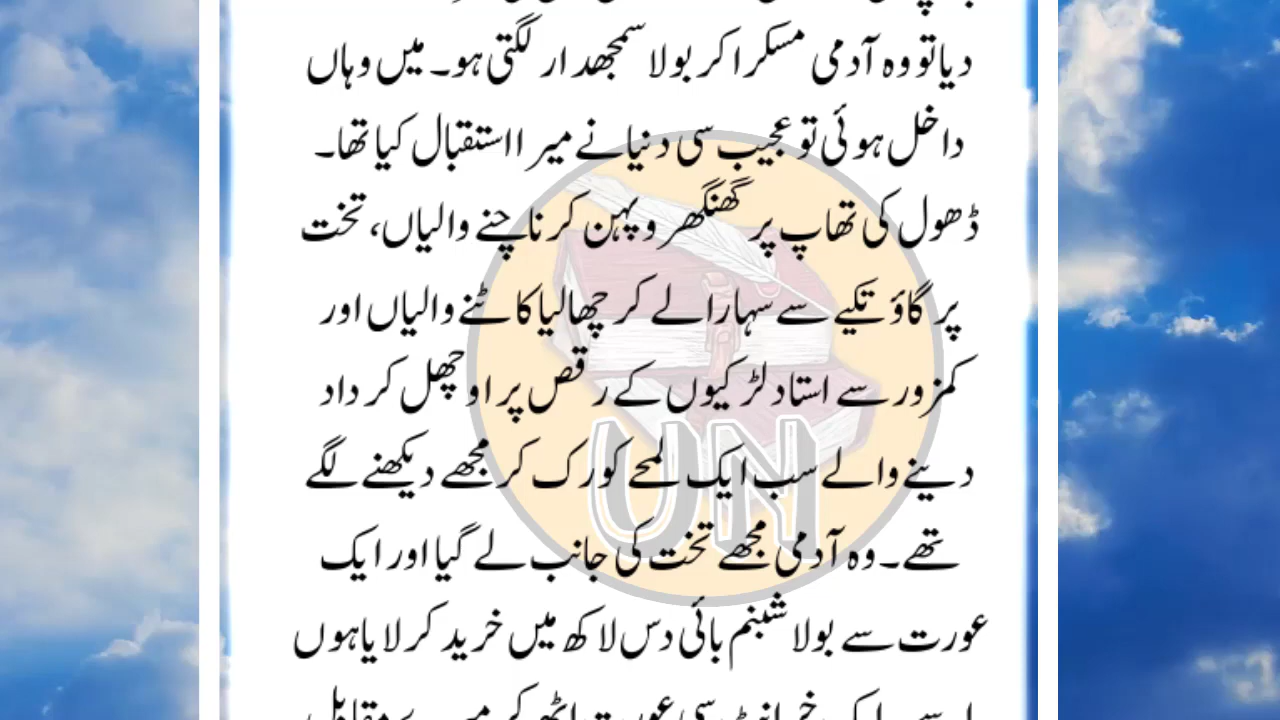 دیا تو وہ آدمی مسکرا کر بولا سمجھدار لگتی ہو۔ میں وہاں
داخل ہوئی تو عجیب سی دنیا نے میرا استقبال کیا تھا۔
ڈھول کی تھاپ پر گھنگھرو پہن کر ناچنے والیاں، تخت
پر گاؤ تکیے سے سہارا لے کر چھالیا کاٹنے والیاں اور
کمزور سے استاد لڑکیوں کے رقص پر اوچھل کر داد
دینے والے سب ایک لمحے کو رک کر مجھے دیکھنے لگے
تھے۔ وہ آدمی مجھے تخت کی جانب لے گیا اور ایک
عورت سے بولا شبنم بائی دس لاکھ میں خرید کر لایا ہوں
UN